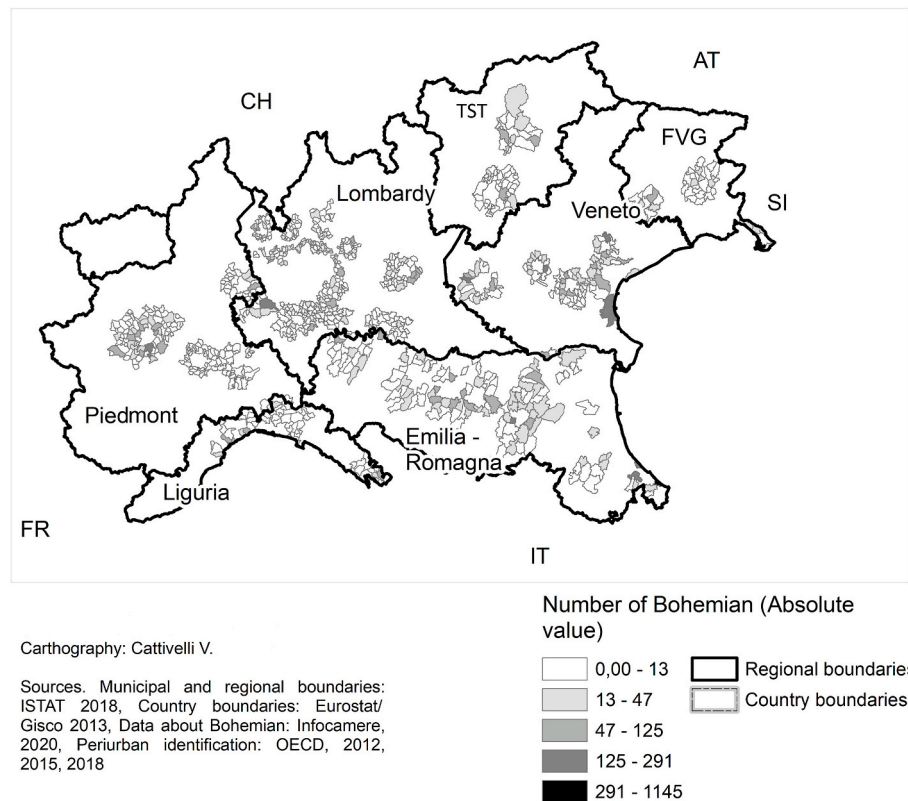 AT
CH
TST
FVG
Lombardy
Veneto
SI
Piedmont
Emilia -
Romagna
Liguria
FR
IT
Number of Bohemian (Absolute
value)
Carthography: Cattivelli V.
Sources. Municipal and regional boundaries:
ISTAT 2018, Country boundaries: Eurostat/
Gisco 2013, Data about Bohemian: Infocamere,
2020, Periurban identification: OECD, 2012,
2015, 2018
0,00 - 13
13 - 47
47 - 125
125 - 291
291 - 1145
Regional boundaries
Country boundaries